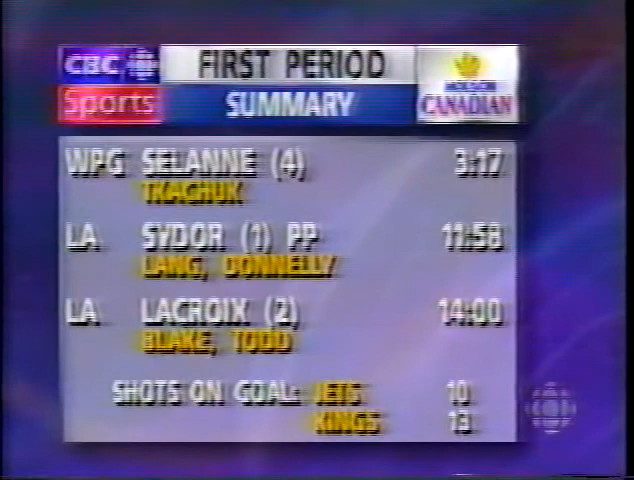 CBC FIRST PERIOD
Sports SUMMARY CANADIAN
WPG SELANNE (4) 3:17
TKACHUK
LA SYDOR (1) PP 11:58
LANG, DONNELLY
LA LACROIX (2) 14:00
BLAKE, TODD
SHOTS ON GOAL: JETS 10
KINGS 13